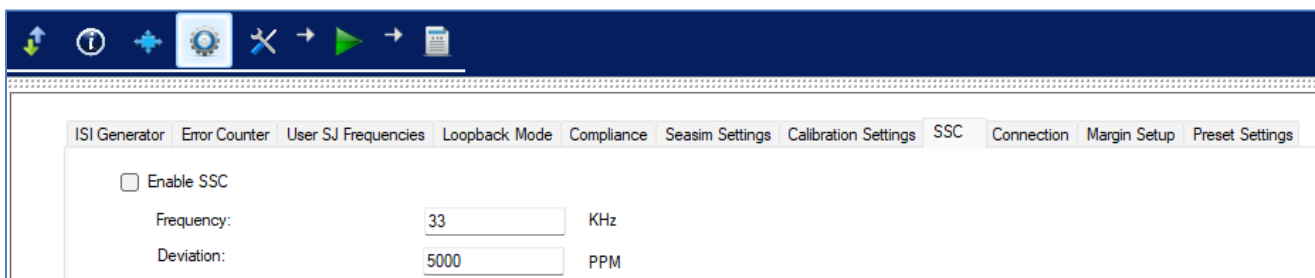 ISI Generator Error Counter User SJ Frequencies Loopback Mode Compliance Seasim Settings Calibration Settings SSC Connection Margin Setup Preset Settings
Enable SSC
Frequency: 33 KHz
Deviation: 5000 PPM